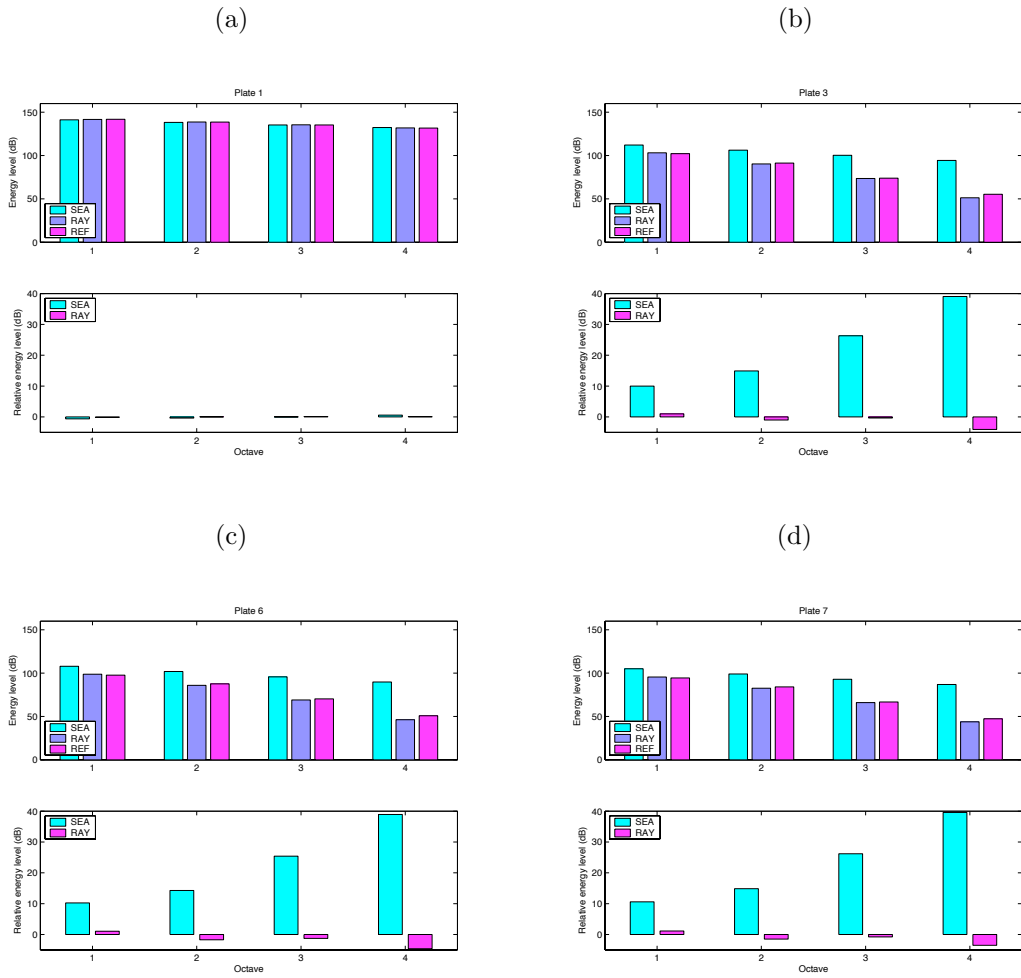 (a)
Plate 1
150
100
50
0
Energy level (dB)
SEA
RAY
REF
1 2 3 4
40
30
20
10
0
Relative energy level (dB)
SEA
RAY
1 2 3 4
Octave
(b)
Plate 3
150
100
50
0
Energy level (dB)
SEA
RAY
REF
1 2 3 4
40
30
20
10
0
Relative energy level (dB)
SEA
RAY
1 2 3 4
Octave
(c)
Plate 6
150
100
50
0
Energy level (dB)
SEA
RAY
REF
1 2 3 4
40
30
20
10
0
Relative energy level (dB)
SEA
RAY
1 2 3 4
Octave
(d)
Plate 7
150
100
50
0
Energy level (dB)
SEA
RAY
REF
1 2 3 4
40
30
20
10
0
Relative energy level (dB)
SEA
RAY
1 2 3 4
Octave